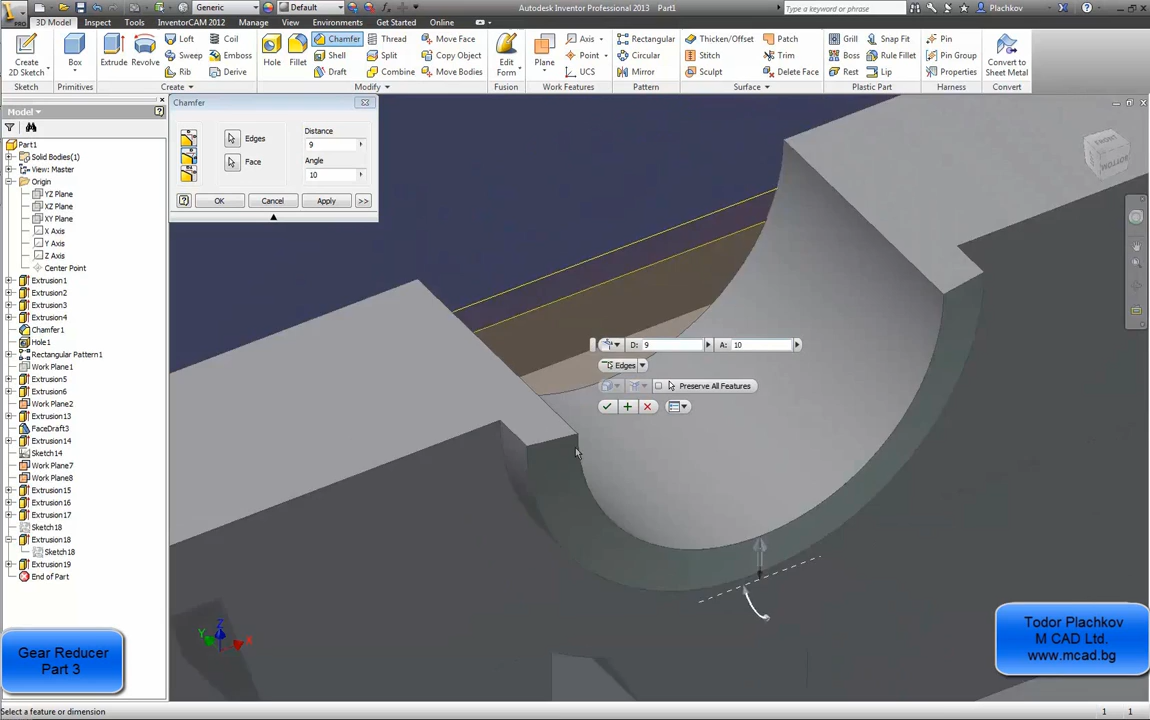 PRO
Generic
Default
Autodesk Inventor Professional 2013   Part1
Type a keyword or phrase
Plachkov
3D Model
Inspect
Tools
InventorCAM 2012
Manage
View
Environments
Get Started
Online
Create
2D Sketch
Sketch
Box
Primitives
Extrude
Revolve
Loft
Sweep
Rib
Coil
Emboss
Derive
Create
Hole
Fillet
Chamfer
Shell
Draft
Thread
Split
Combine
Move Face
Copy Object
Move Bodies
Modify
Edit
Form
Fusion
Plane
Axis
Point
UCS
Work Features
Rectangular
Circular
Mirror
Pattern
Thicken/Offset
Stitch
Sculpt
Patch
Trim
Delete Face
Surface
Grill
Boss
Rest
Snap Fit
Rule Fillet
Lip
Plastic Part
Pin
Pin Group
Properties
Harness
Convert to
Sheet Metal
Convert
Model
Part1
Solid Bodies(1)
View: Master
Origin
YZ Plane
XZ Plane
XY Plane
X Axis
Y Axis
Z Axis
Center Point
Extrusion1
Extrusion2
Extrusion3
Extrusion4
Chamfer1
Hole1
Rectangular Pattern1
Work Plane1
Extrusion5
Extrusion6
Work Plane2
Extrusion13
FaceDraft3
Extrusion14
Sketch14
Work Plane7
Work Plane8
Extrusion15
Extrusion16
Extrusion17
Sketch18
Extrusion18
Sketch18
Extrusion19
End of Part
Chamfer
Edges
Face
Distance
9
Angle
10
OK
Cancel
Apply
>>
D: 9
A: 10
Edges
Preserve All Features
FRONT
BOTTOM
Z
Y
X
Gear Reducer
Part 3
Todor Plachkov
M CAD Ltd.
www.mcad.bg
Select a feature or dimension
1
1